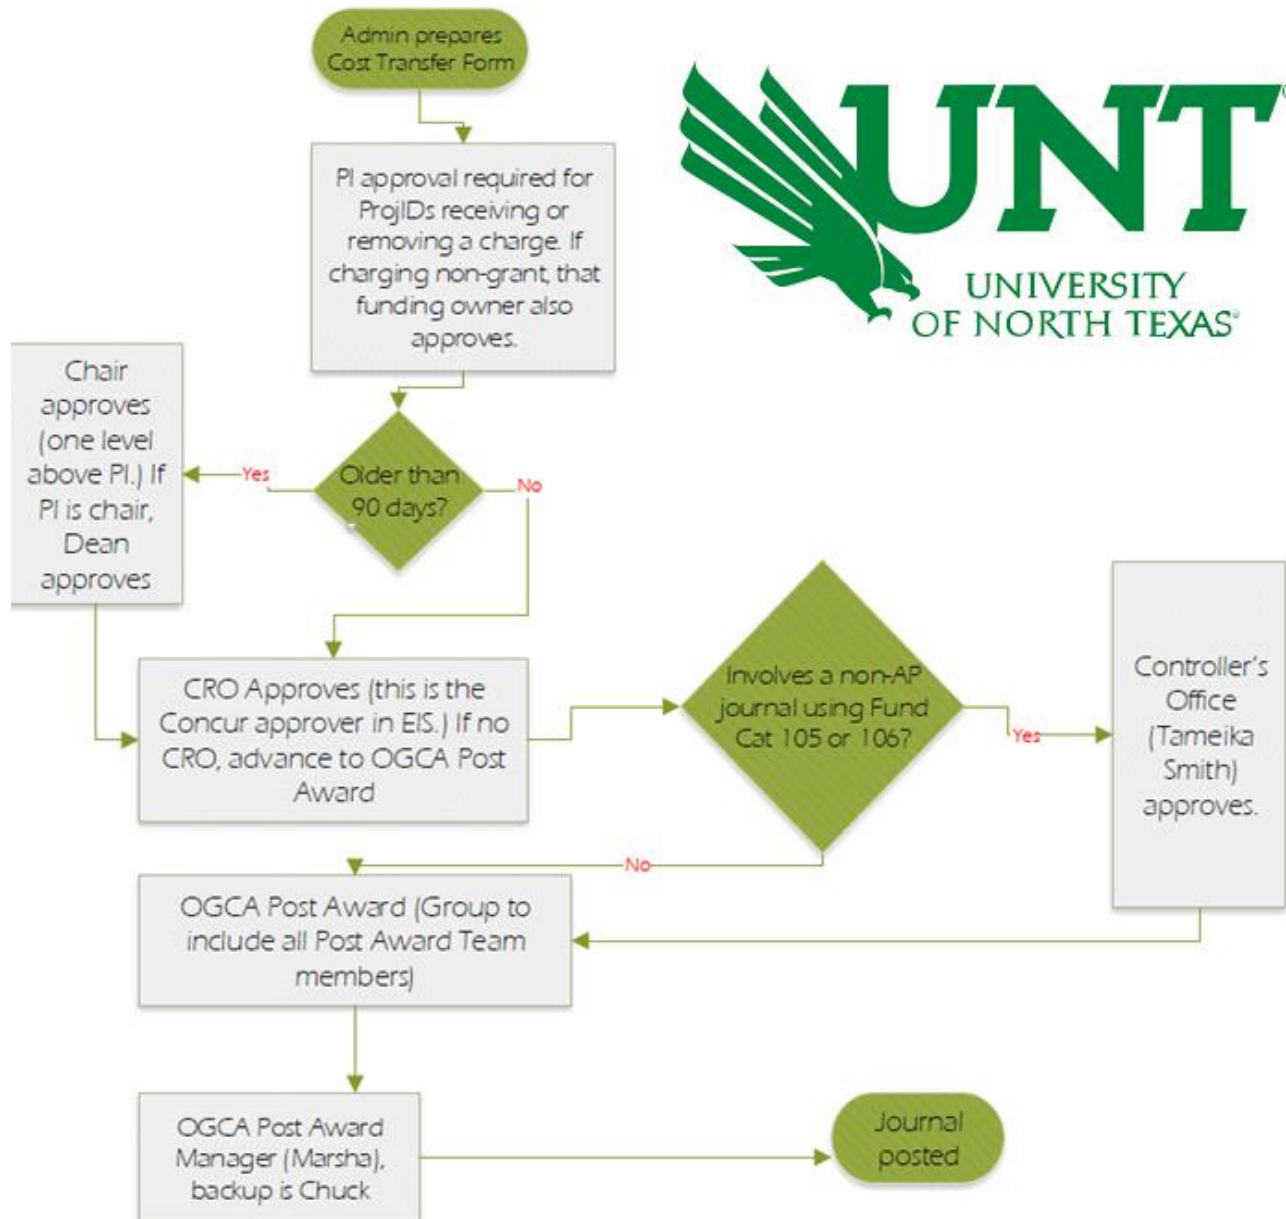 Admin prepares
Cost Transfer Form
UNT
UNIVERSITY
OF NORTH TEXAS®
PI approval required for
ProjIDs receiving or
removing a charge. If
charging non-grant, that
funding owner also
approves.
Chair
approves
(one level
above PI.) If
PI is chair,
Dean
approves
Yes
Older than
90 days?
No
CRO Approves (this is the
Concur approver in EIS.) If no
CRO, advance to OGCA Post
Award
Involves a non-AP
journal using Fund
Cat 105 or 106?
Yes
Controller's
Office
(Tameika
Smith)
approves.
No
OGCA Post Award (Group to
include all Post Award Team
members)
OGCA Post Award
Manager (Marsha),
backup is Chuck
Journal
posted